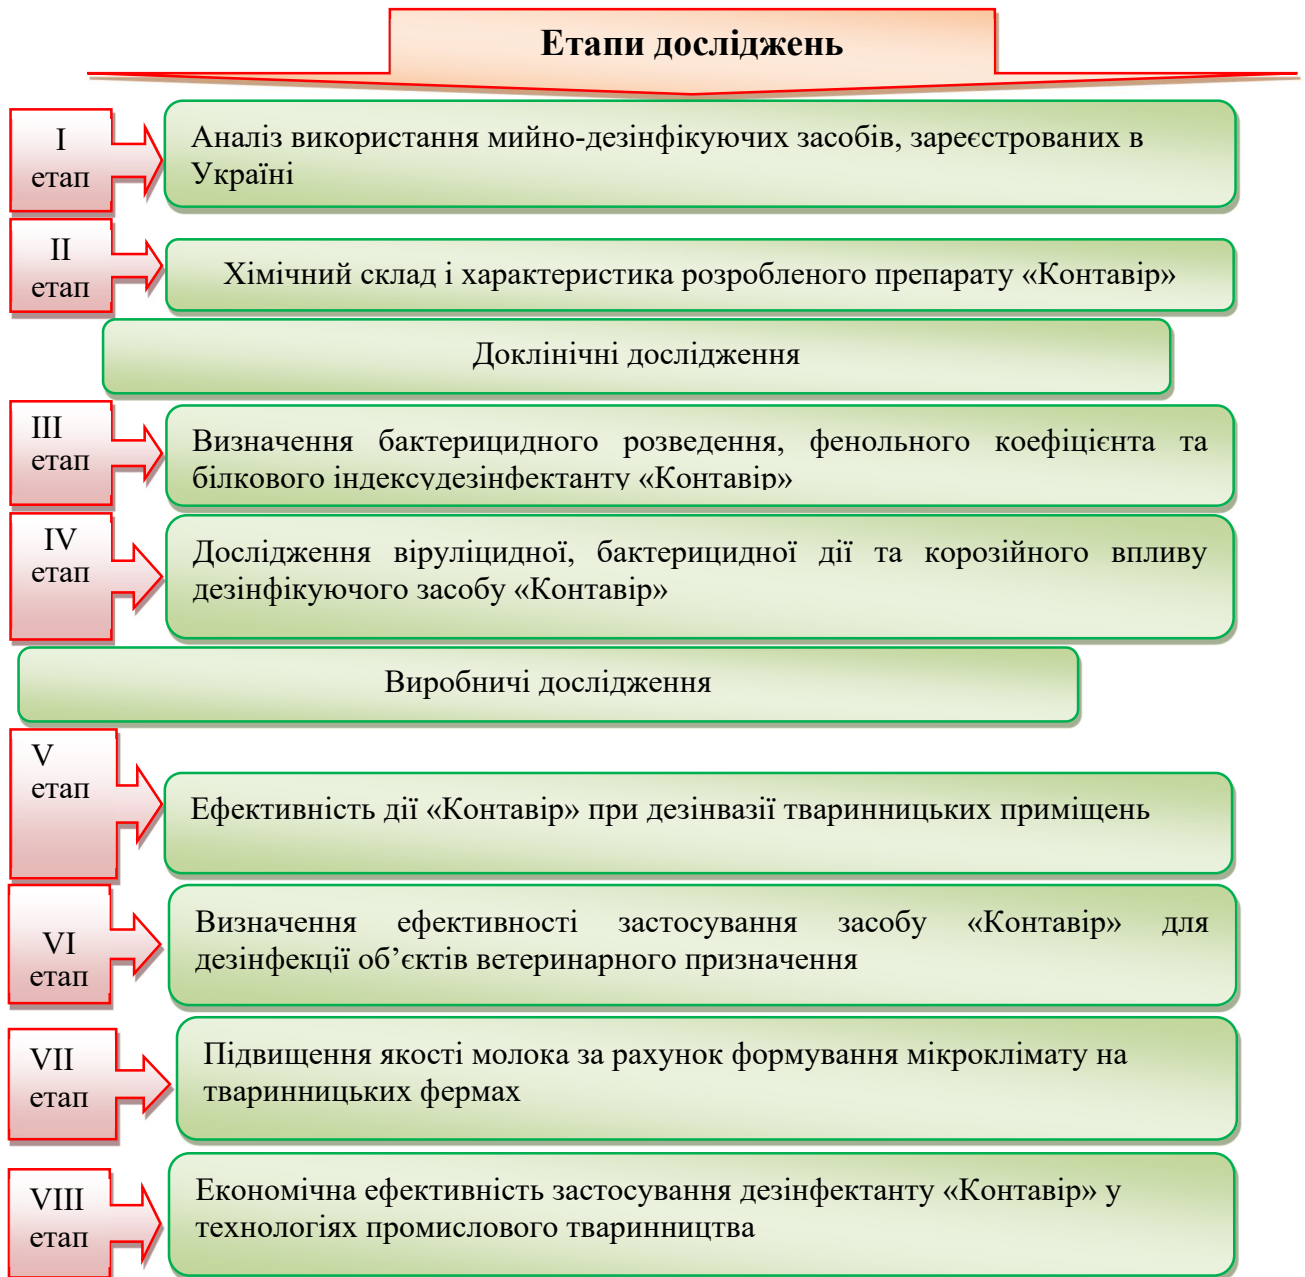 Етапи досліджень
I
етап
Аналіз використання мийно-дезінфікуючих засобів, зареєстрованих в
Україні
II
етап
Хімічний склад і характеристика розробленого препарату «Контавір»
Доклінічні дослідження
III
етап
Визначення бактерицидного розведення, фенольного коефіцієнта та
білкового індексудезінфектанту «Контавір»
IV
етап
Дослідження віруліцидної, бактерицидної дії та корозійного впливу
дезінфікуючого засобу «Контавір»
Виробничі дослідження
V
етап
Ефективність дії «Контавір» при дезінвазії тваринницьких приміщень
VI
етап
Визначення ефективності застосування засобу «Контавір» для
дезінфекції об’єктів ветеринарного призначення
VII
етап
Підвищення якості молока за рахунок формування мікроклімату на
тваринницьких фермах
VIII
етап
Економічна ефективність застосування дезінфектанту «Контавір» у
технологіях промислового тваринництва